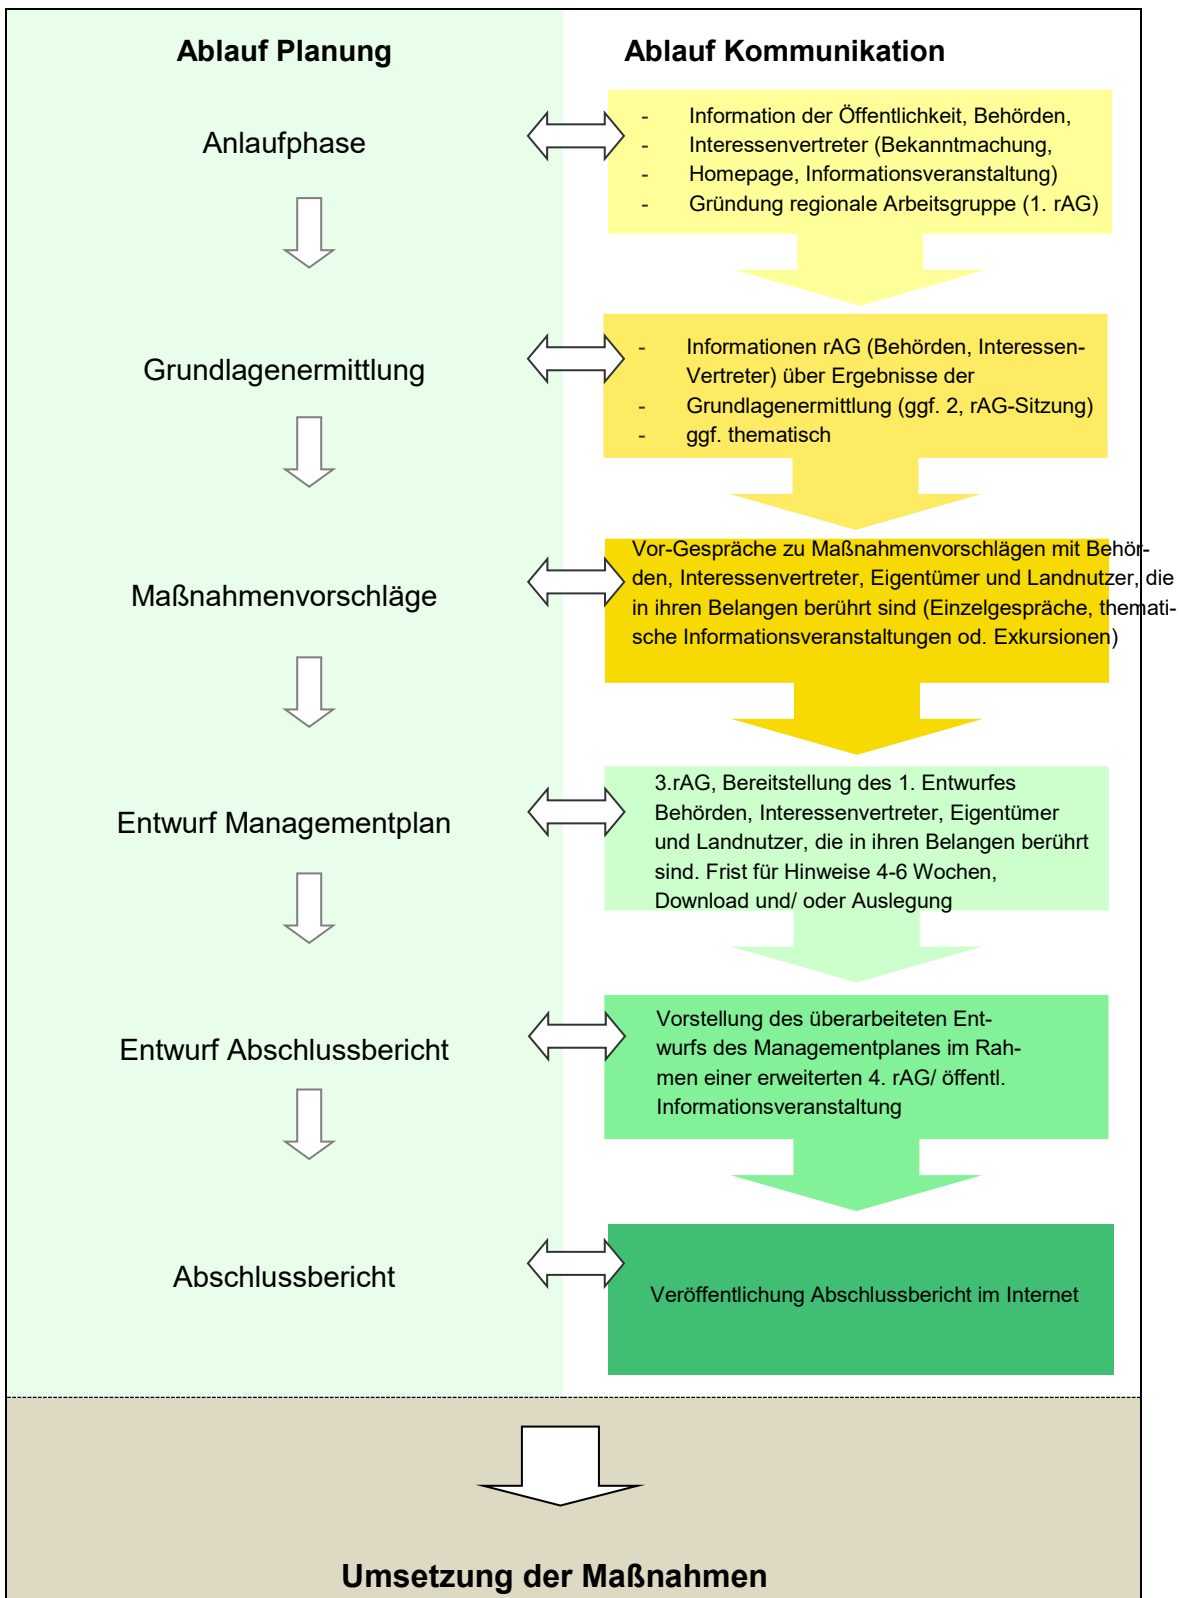 Ablauf Planung
Ablauf Kommunikation
Anlaufphase
- Information der Öffentlichkeit, Behörden,
- Interessenvertreter (Bekanntmachung,
- Homepage, Informationsveranstaltung)
- Gründung regionale Arbeitsgruppe (1. rAG)
Grundlagenermittlung
- Informationen rAG (Behörden, Interessen-
Vertreter) über Ergebnisse der
- Grundlagenermittlung (ggf. 2, rAG-Sitzung)
- ggf. thematisch
Maßnahmenvorschläge
Vor-Gespräche zu Maßnahmenvorschlägen mit Behör-
den, Interessenvertreter, Eigentümer und Landnutzer, die
in ihren Belangen berührt sind (Einzelgespräche, themati-
sche Informationsveranstaltungen od. Exkursionen)
Entwurf Managementplan
3.rAG, Bereitstellung des 1. Entwurfes
Behörden, Interessenvertreter, Eigentümer
und Landnutzer, die in ihren Belangen berührt
sind. Frist für Hinweise 4-6 Wochen,
Download und/ oder Auslegung
Entwurf Abschlussbericht
Vorstellung des überarbeiteten Ent-
wurfs des Managementplanes im Rah-
men einer erweiterten 4. rAG/ öffentl.
Informationsveranstaltung
Abschlussbericht
Veröffentlichung Abschlussbericht im Internet
Umsetzung der Maßnahmen